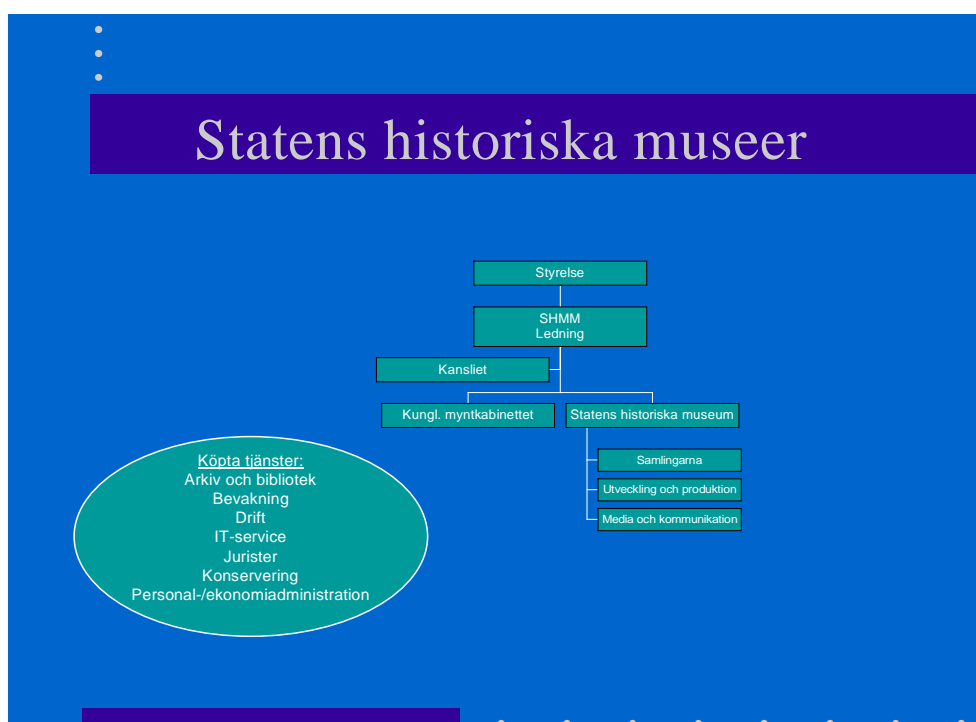 Statens historiska museer
Styrelse
SHMM
Ledning
Kansliet
Kungl. myntkabinettet
Statens historiska museum
Samlingarna
Utveckling och produktion
Media och kommunikation
Köpta tjänster:
Arkiv och bibliotek
Bevakning
Drift
IT-service
Jurister
Konservering
Personal-/ekonomiadministration